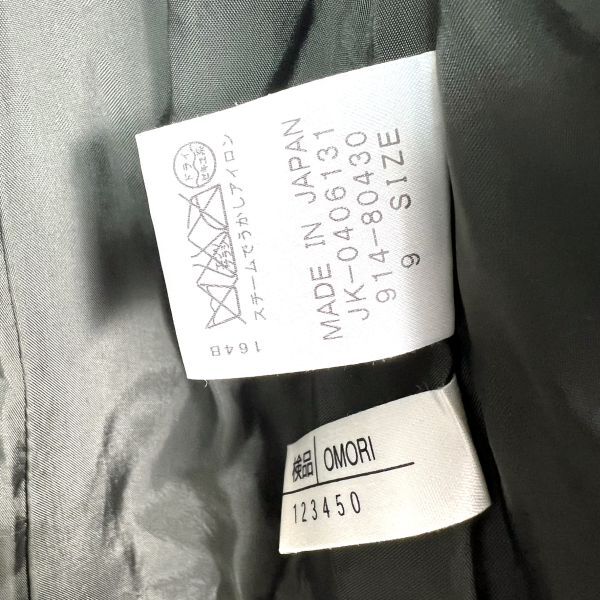 MADE IN JAPAN
JK-0406131
914-80430
9 SIZE
ドライ
石油系
スチームでうかしアイロン
164B
検品 OMORI
123450